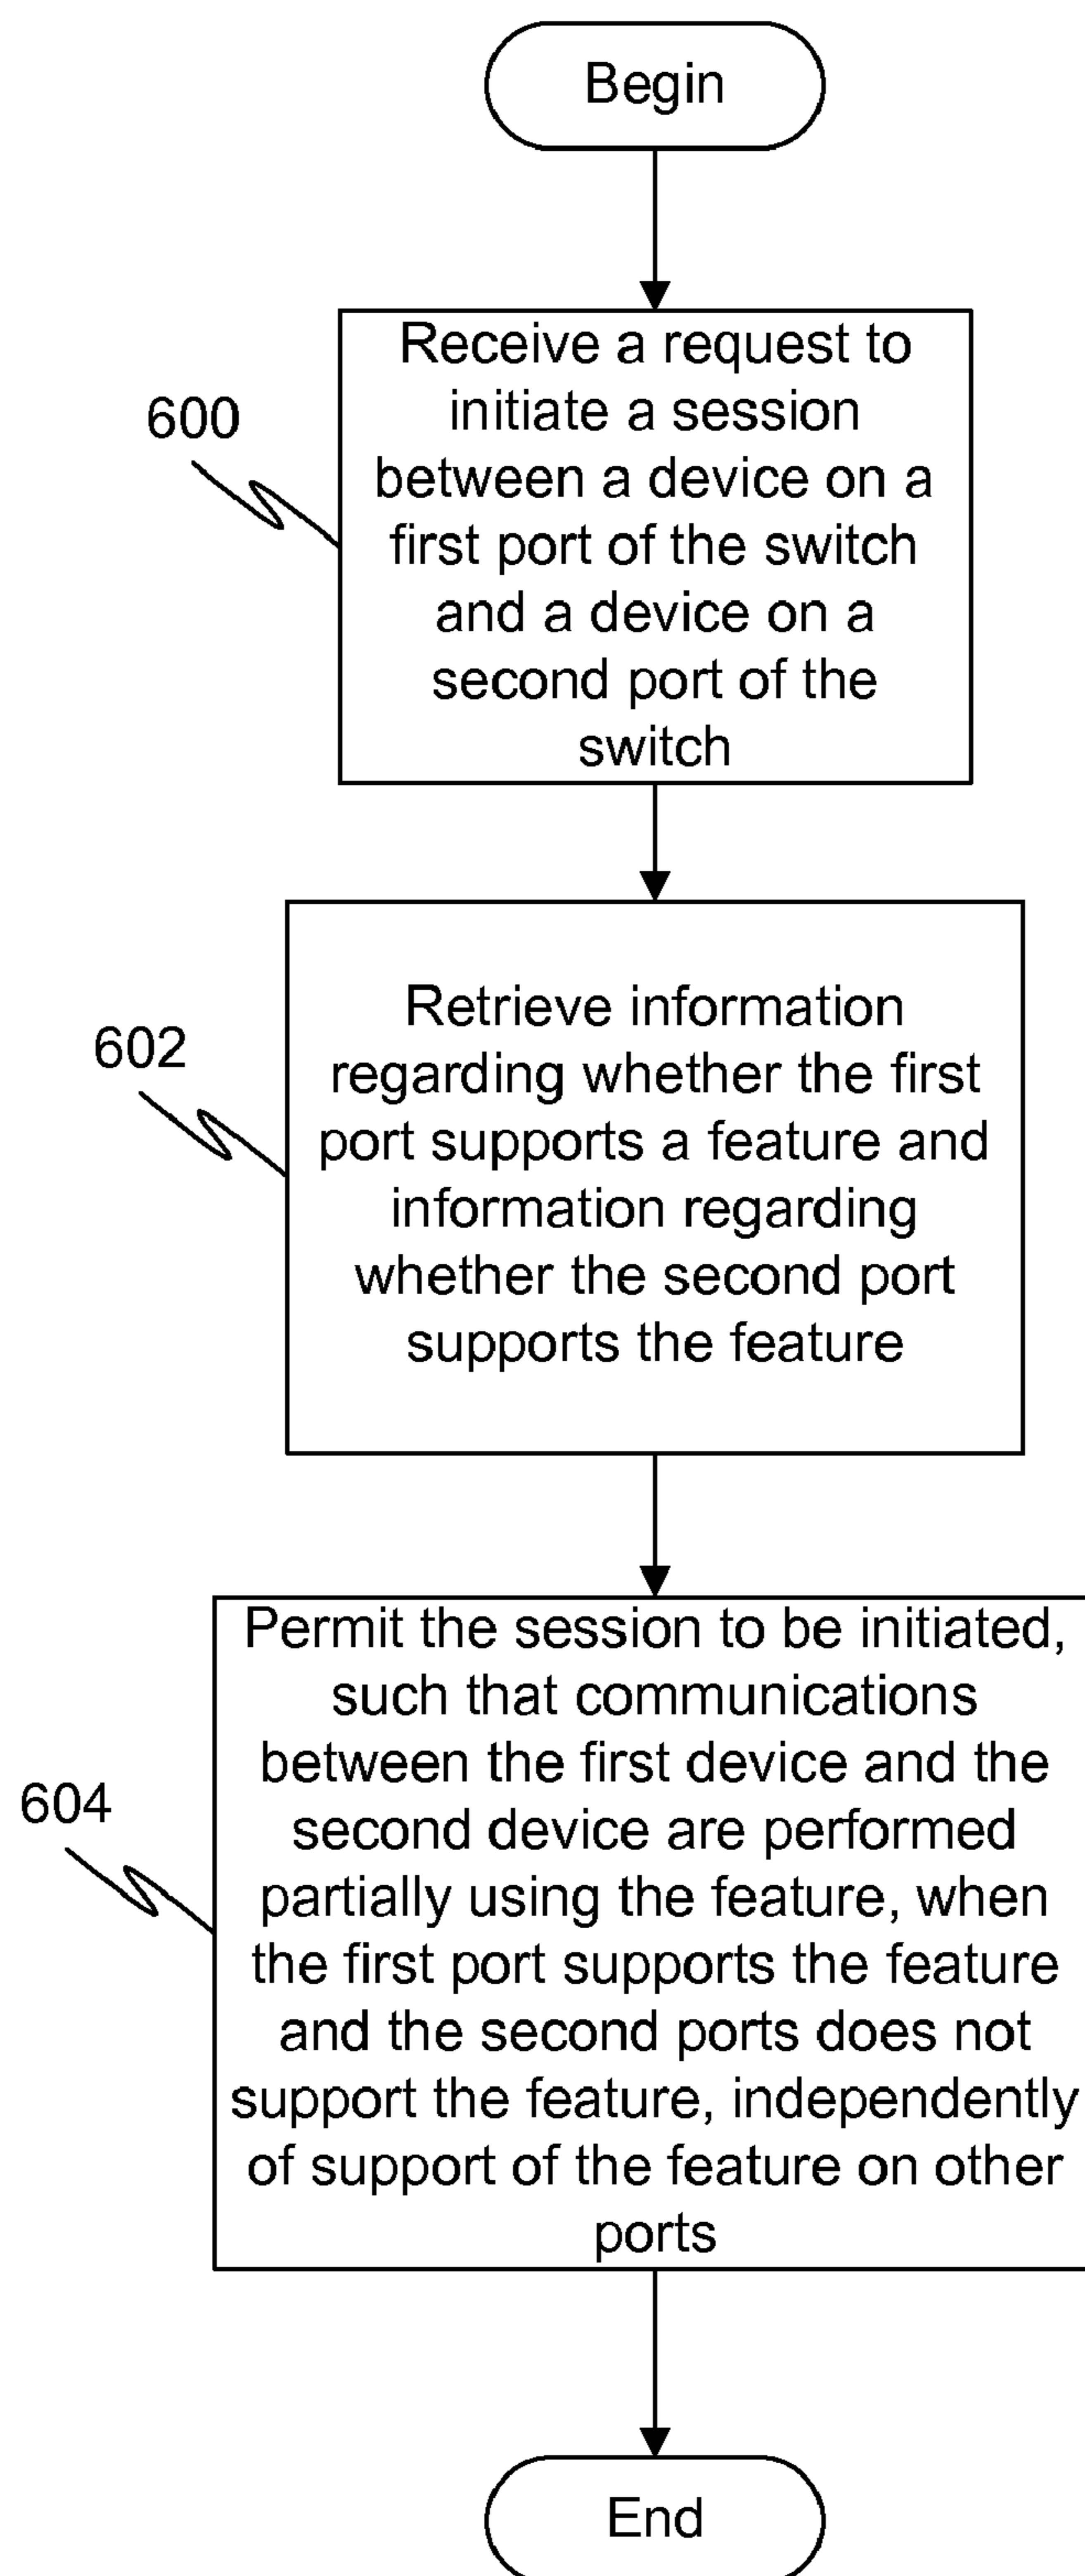 Begin
600
Receive a request to
initiate a session
between a device on a
first port of the switch
and a device on a
second port of the
switch
602
Retrieve information
regarding whether the first
port supports a feature and
information regarding
whether the second port
supports the feature
604
Permit the session to be initiated,
such that communications
between the first device and the
second device are performed
partially using the feature, when
the first port supports the feature
and the second ports does not
support the feature, independently
of support of the feature on other
ports
End